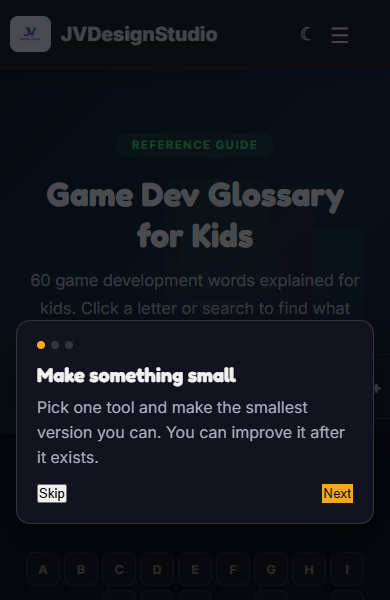 JV
JVDesignStudio
REFERENCE GUIDE
Game Dev Glossary
for Kids
60 game development words explained for
kids. Click a letter or search to find what
Make something small
Pick one tool and make the smallest
version you can. You can improve it after
it exists.
Skip
Next
A B C D E F G H I